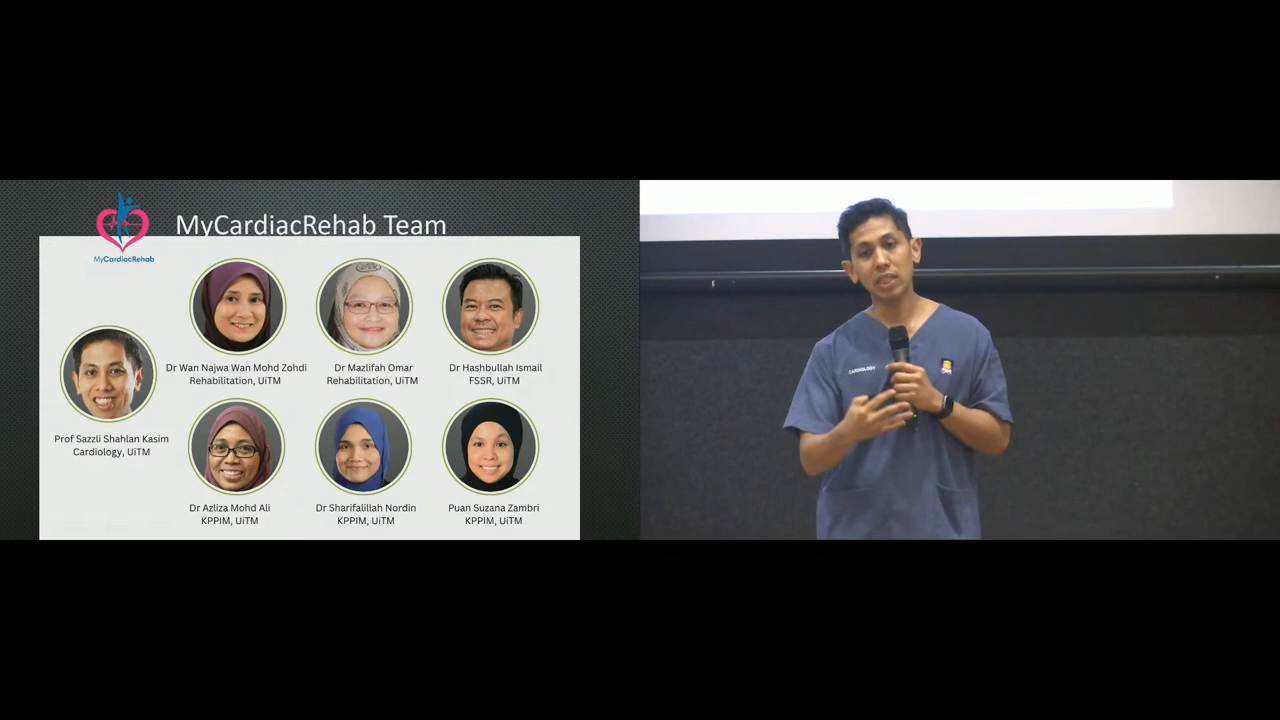 MyCardiacRehab Team
MyCardiacRehab
Dr Wan Najwa Wan Mohd Zohdi
Rehabilitation, UiTM
Dr Mazlifah Omar
Rehabilitation, UiTM
Dr Hashbullah Ismail
FSSR, UiTM
Prof Sazzli Shahlan Kasim
Cardiology, UiTM
Dr Azliza Mohd Ali
KPPIM, UiTM
Dr Sharifalillah Nordin
KPPIM, UiTM
Puan Suzana Zambri
KPPIM, UiTM
CARDIOLOGY